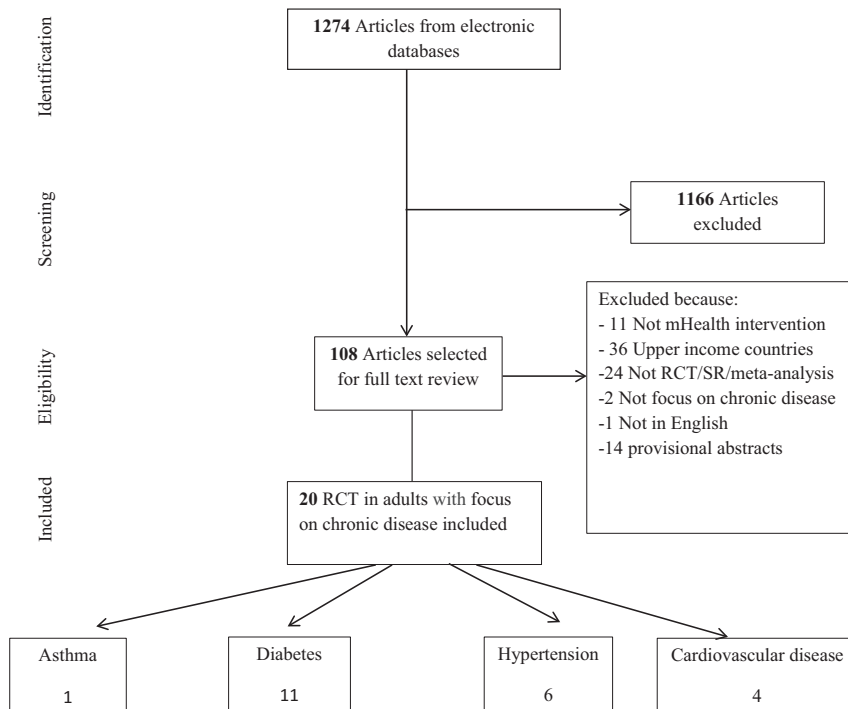 Identification
1274 Articles from electronic
databases
Screening
1166 Articles
excluded
Eligibility
108 Articles selected
for full text review
Excluded because:
- 11 Not mHealth intervention
- 36 Upper income countries
-24 Not RCT/SR/meta-analysis
-2 Not focus on chronic disease
-1 Not in English
-14 provisional abstracts
Included
20 RCT in adults with focus
on chronic disease included
Asthma
1
Diabetes
11
Hypertension
6
Cardiovascular disease
4